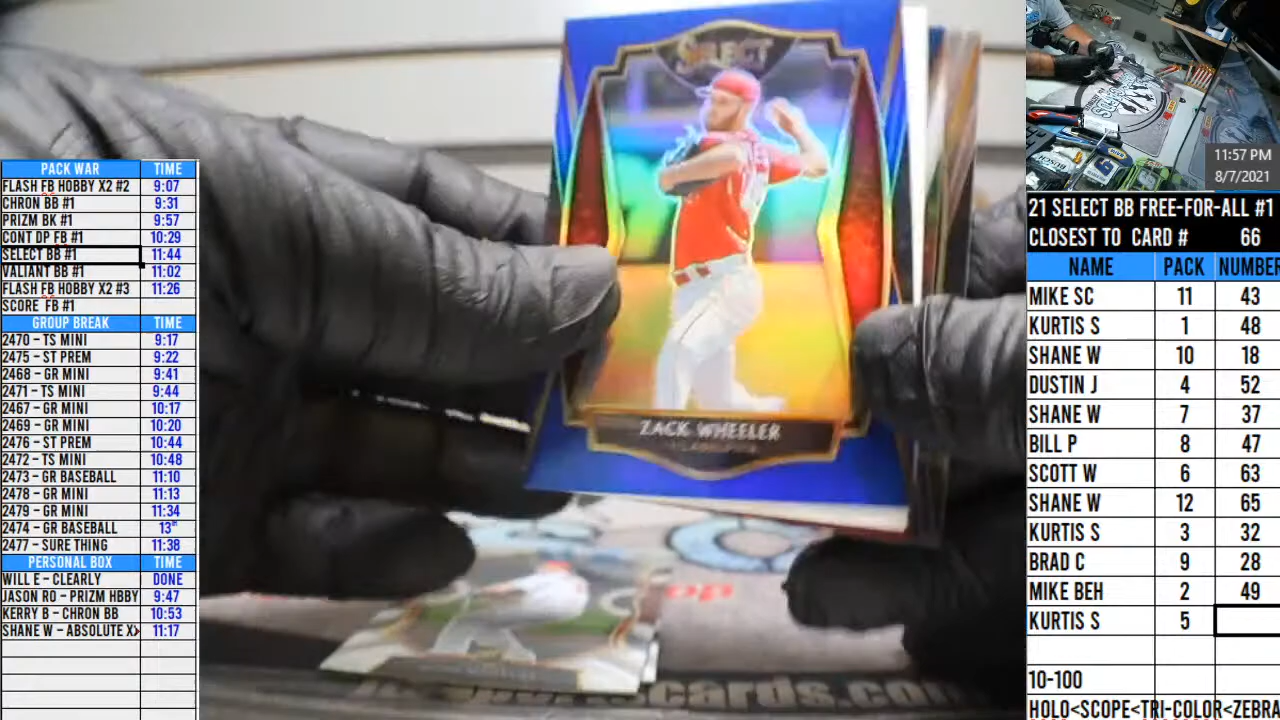 PACK WAR TIME
FLASH FB HOBBY X2 #2 9:07
CHRON BB #1 9:31
PRIZM BK #1 9:57
CONT DP FB #1 10:29
SELECT BB #1 11:44
VALIANT BB #1 11:02
FLASH FB HOBBY X2 #3 11:26
SCORE FB #1
GROUP BREAK TIME
2470 – TS MINI 9:17
2475 – ST PREM 9:22
2468 – GR MINI 9:41
2471 – TS MINI 9:44
2467 – GR MINI 10:17
2469 – GR MINI 10:20
2476 – ST PREM 10:44
2472 – TS MINI 10:48
2473 – GR BASEBALL 11:10
2478 – GR MINI 11:13
2479 – GR MINI 11:34
2474 – GR BASEBALL 13TH
2477 – SURE THING 11:38
PERSONAL BOX TIME
WILL E – CLEARLY DONE
JASON RO – PRIZM HBBY 9:47
KERRY B – CHRON BB 10:53
SHANE W – ABSOLUTE X 11:17
SELECT
ZACK WHEELER
cards.com
11:57 PM
8/7/2021
21 SELECT BB FREE-FOR-ALL #1
CLOSEST TO CARD # 66
NAME PACK NUMBER
MIKE SC 11 43
KURTIS S 1 48
SHANE W 10 18
DUSTIN J 4 52
SHANE W 7 37
BILL P 8 47
SCOTT W 6 63
SHANE W 12 65
KURTIS S 3 32
BRAD C 9 28
MIKE BEH 2 49
KURTIS S 5
10-100
HOLO<SCOPE<TRI-COLOR<ZEBRA